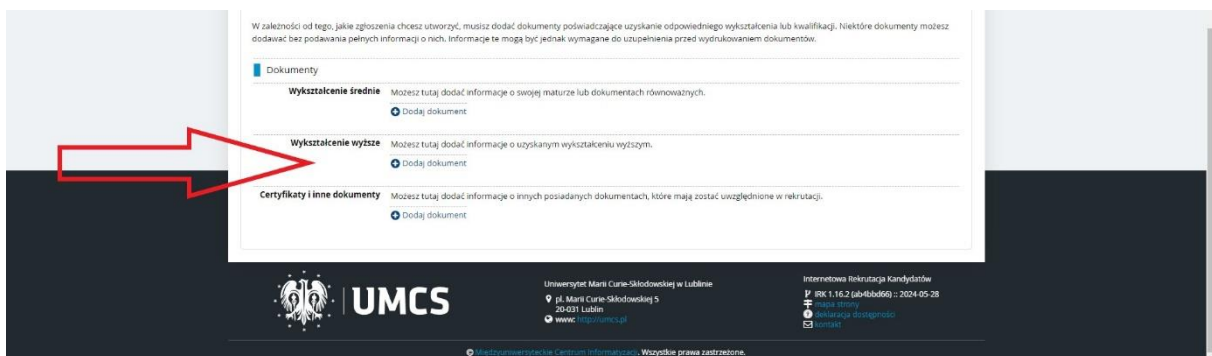 W zależności od tego, jakie zgłoszenia chcesz utworzyć, musisz dodać dokumenty poświadczające uzyskanie odpowiedniego wykształcenia lub kwalifikacji. Niektóre dokumenty możesz
dodawać bez podawania pełnych informacji o nich. Informacje te mogą być jednak wymagane do uzupełnienia przed wydrukowaniem dokumentów.
Dokumenty
Wykształcenie średnie Możesz tutaj dodać informacje o swojej maturze lub dokumentach równoważnych.
Dodaj dokument
Wykształcenie wyższe Możesz tutaj dodać informacje o uzyskanym wykształceniu wyższym.
Dodaj dokument
Certyfikaty i inne dokumenty Możesz tutaj dodać informacje o innych posiadanych dokumentach, które mają zostać uwzględnione w rekrutacji.
Dodaj dokument
UMCS
Uniwersytet Marii Curie-Skłodowskiej w Lublinie
pl. Marii Curie-Skłodowskiej 5
20-031 Lublin
www: http://umcs.pl
Internetowa Rekrutacja Kandydatów
IRK 1.16.2 (ab4bbd66) :: 2024-05-28
mapa strony
deklaracja dostępności
kontakt
© Międzyuniwersyteckie Centrum Informatyzacji. Wszystkie prawa zastrzeżone.